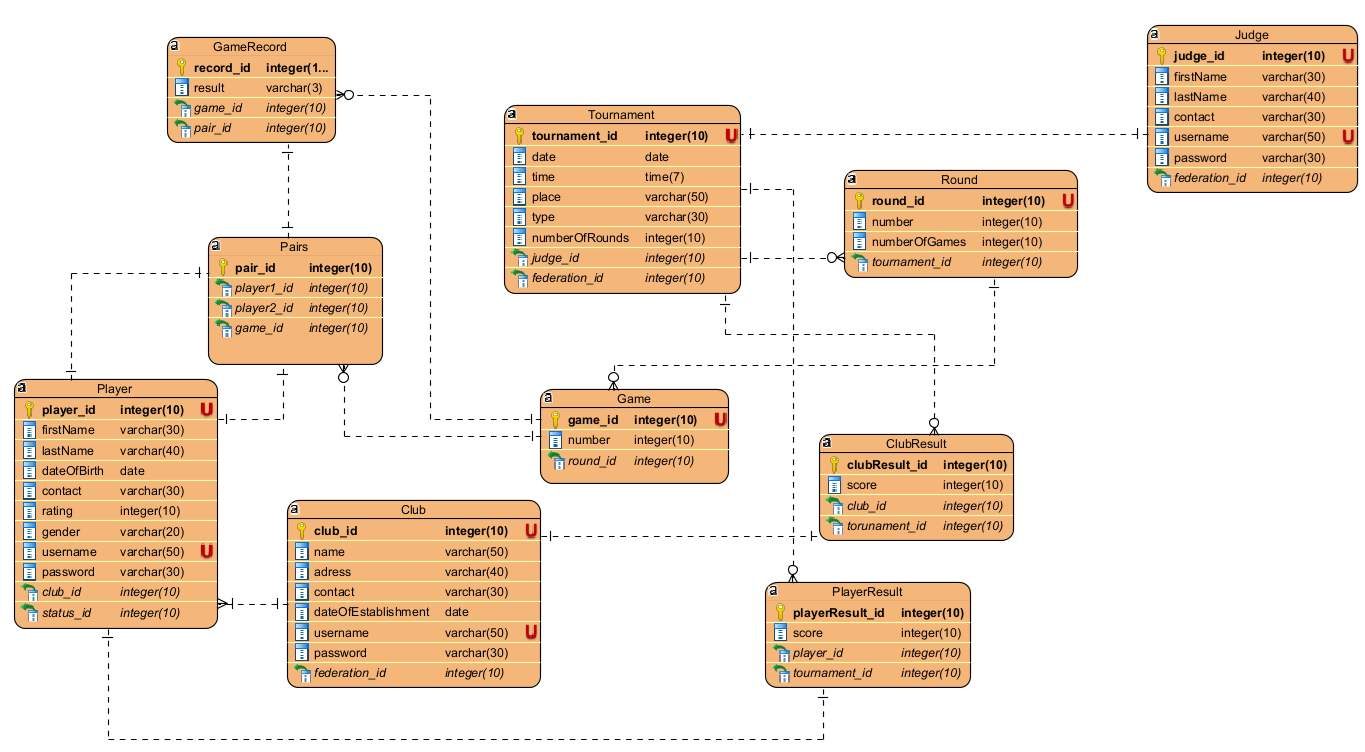 GameRecord
record_id integer(1...
result varchar(3)
game_id integer(10)
pair_id integer(10)
Tournament
tournament_id integer(10) U
date date
time time(7)
place varchar(50)
type varchar(30)
numberOfRounds integer(10)
judge_id integer(10)
federation_id integer(10)
Judge
judge_id integer(10) U
firstName varchar(30)
lastName varchar(40)
contact varchar(30)
username varchar(50) U
password varchar(30)
federation_id integer(10)
Round
round_id integer(10) U
number integer(10)
numberOfGames integer(10)
tournament_id integer(10)
Pairs
pair_id integer(10)
player1_id integer(10)
player2_id integer(10)
game_id integer(10)
Player
player_id integer(10) U
firstName varchar(30)
lastName varchar(40)
dateOfBirth date
contact varchar(30)
rating integer(10)
gender varchar(20)
username varchar(50) U
password varchar(30)
club_id integer(10)
status_id integer(10)
Game
game_id integer(10) U
number integer(10)
round_id integer(10)
ClubResult
clubResult_id integer(10)
score integer(10)
club_id integer(10)
torunament_id integer(10)
Club
club_id integer(10) U
name varchar(50)
adress varchar(40)
contact varchar(30)
dateOfEstablishment date
username varchar(50) U
password varchar(30)
federation_id integer(10)
PlayerResult
playerResult_id integer(10)
score integer(10)
player_id integer(10)
tournament_id integer(10)